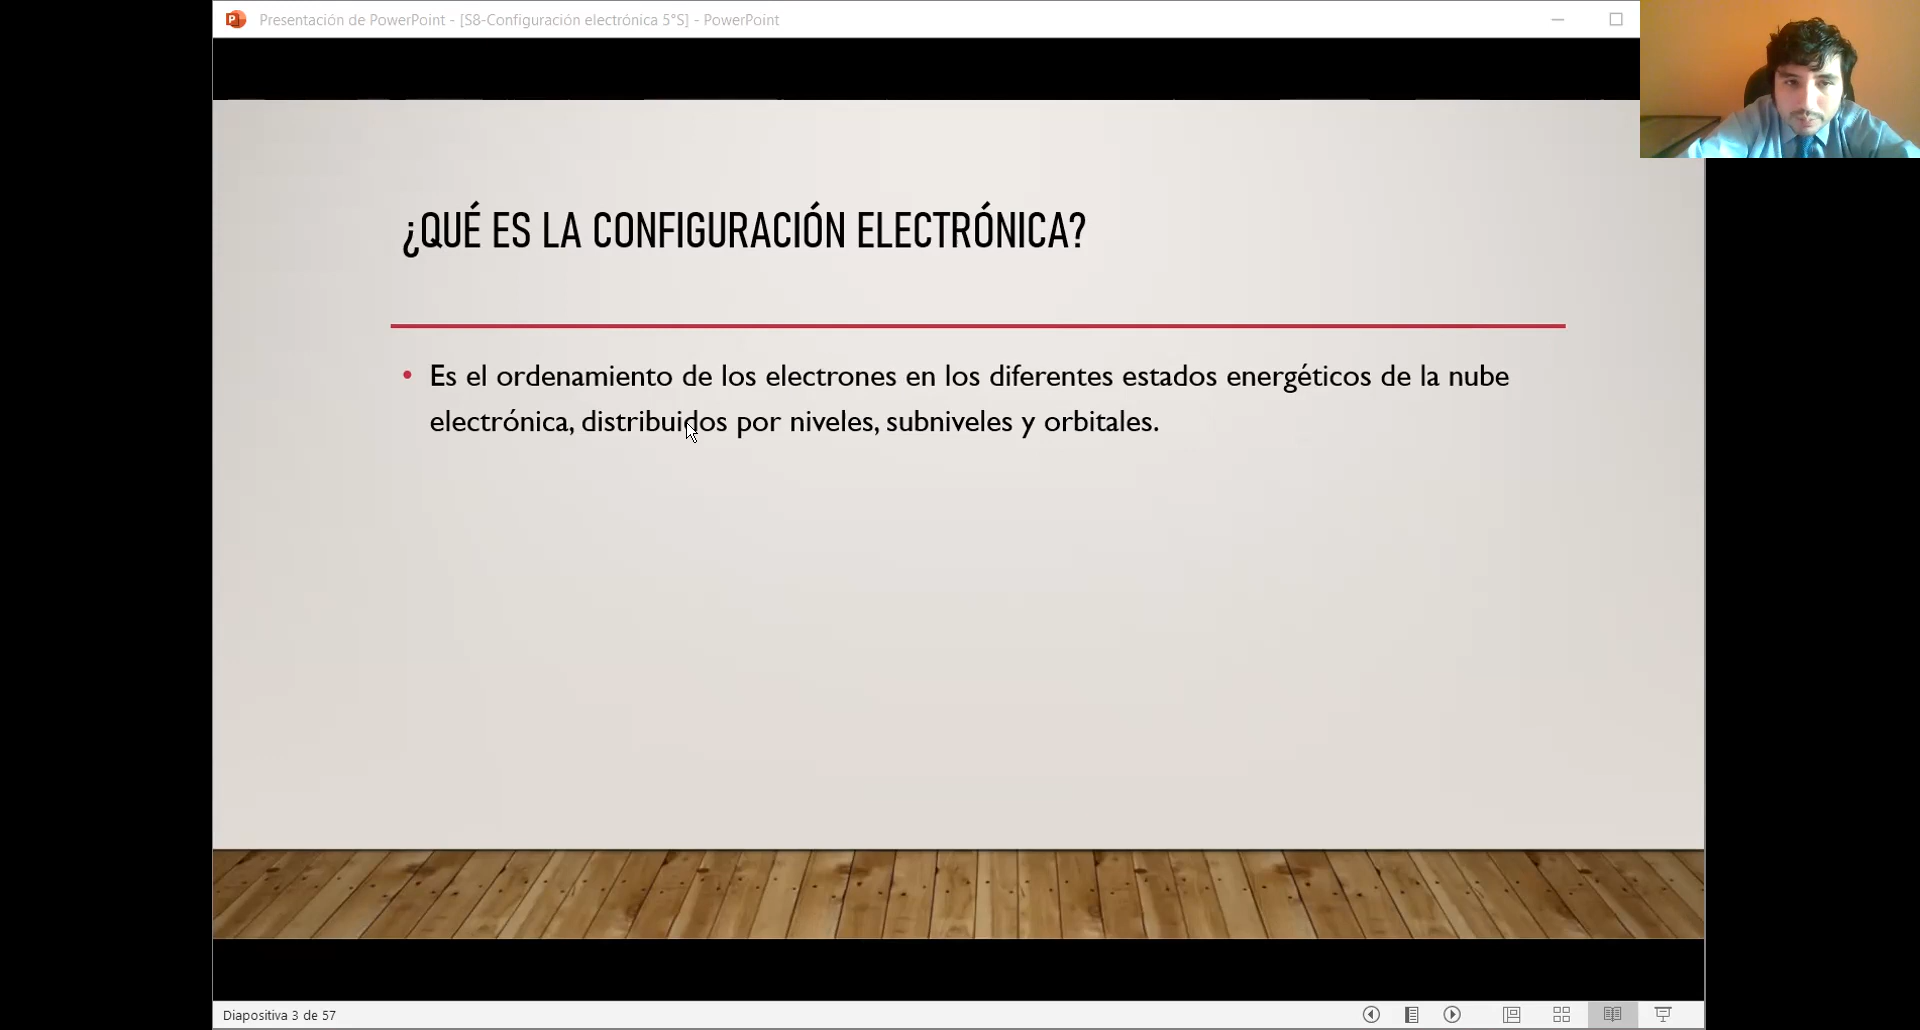 Presentación de PowerPoint - [S8-Configuración electrónica 5°S] - PowerPoint
¿QUÉ ES LA CONFIGURACIÓN ELECTRÓNICA?
• Es el ordenamiento de los electrones en los diferentes estados energéticos de la nube
electrónica, distribuidos por niveles, subniveles y orbitales.
Diapositiva 3 de 57